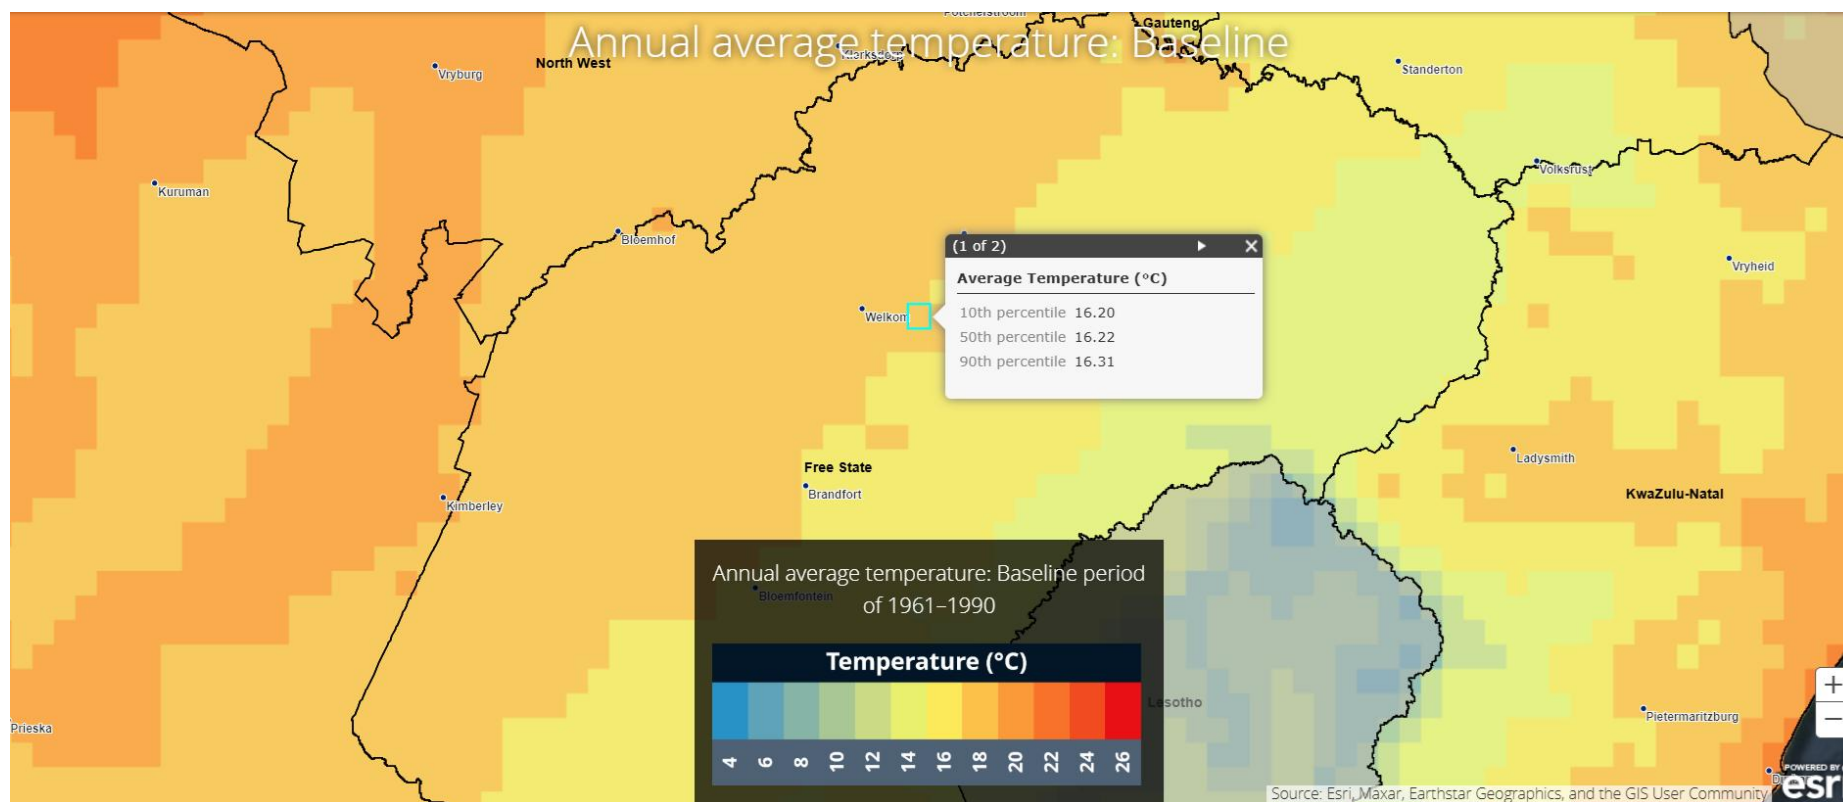 Potchefstroom
Gauteng
Annual average temperature: Baseline
North West
Klerksdorp
Vryburg
Standerton
Volksrust
Kuruman
Bloemhof
(1 of 2)
Average Temperature (°C)
10th percentile 16.20
50th percentile 16.22
90th percentile 16.31
Vryheid
Welkom
Ladysmith
Free State
Brandfort
KwaZulu-Natal
Kimberley
Annual average temperature: Baseline period
of 1961–1990
Bloemfontein
Temperature (°C)
4 6 8 10 12 14 16 18 20 22 24 26
Lesotho
Prieska
Pietermaritzburg
+
−
POWERED BY
esri
Source: Esri, Maxar, Earthstar Geographics, and the GIS User Community